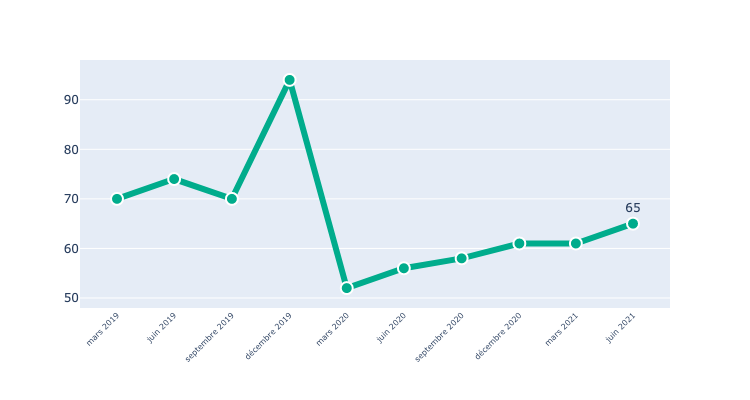 90
80
70
60
50
65
mars 2019
juin 2019
septembre 2019
décembre 2019
mars 2020
juin 2020
septembre 2020
décembre 2020
mars 2021
juin 2021